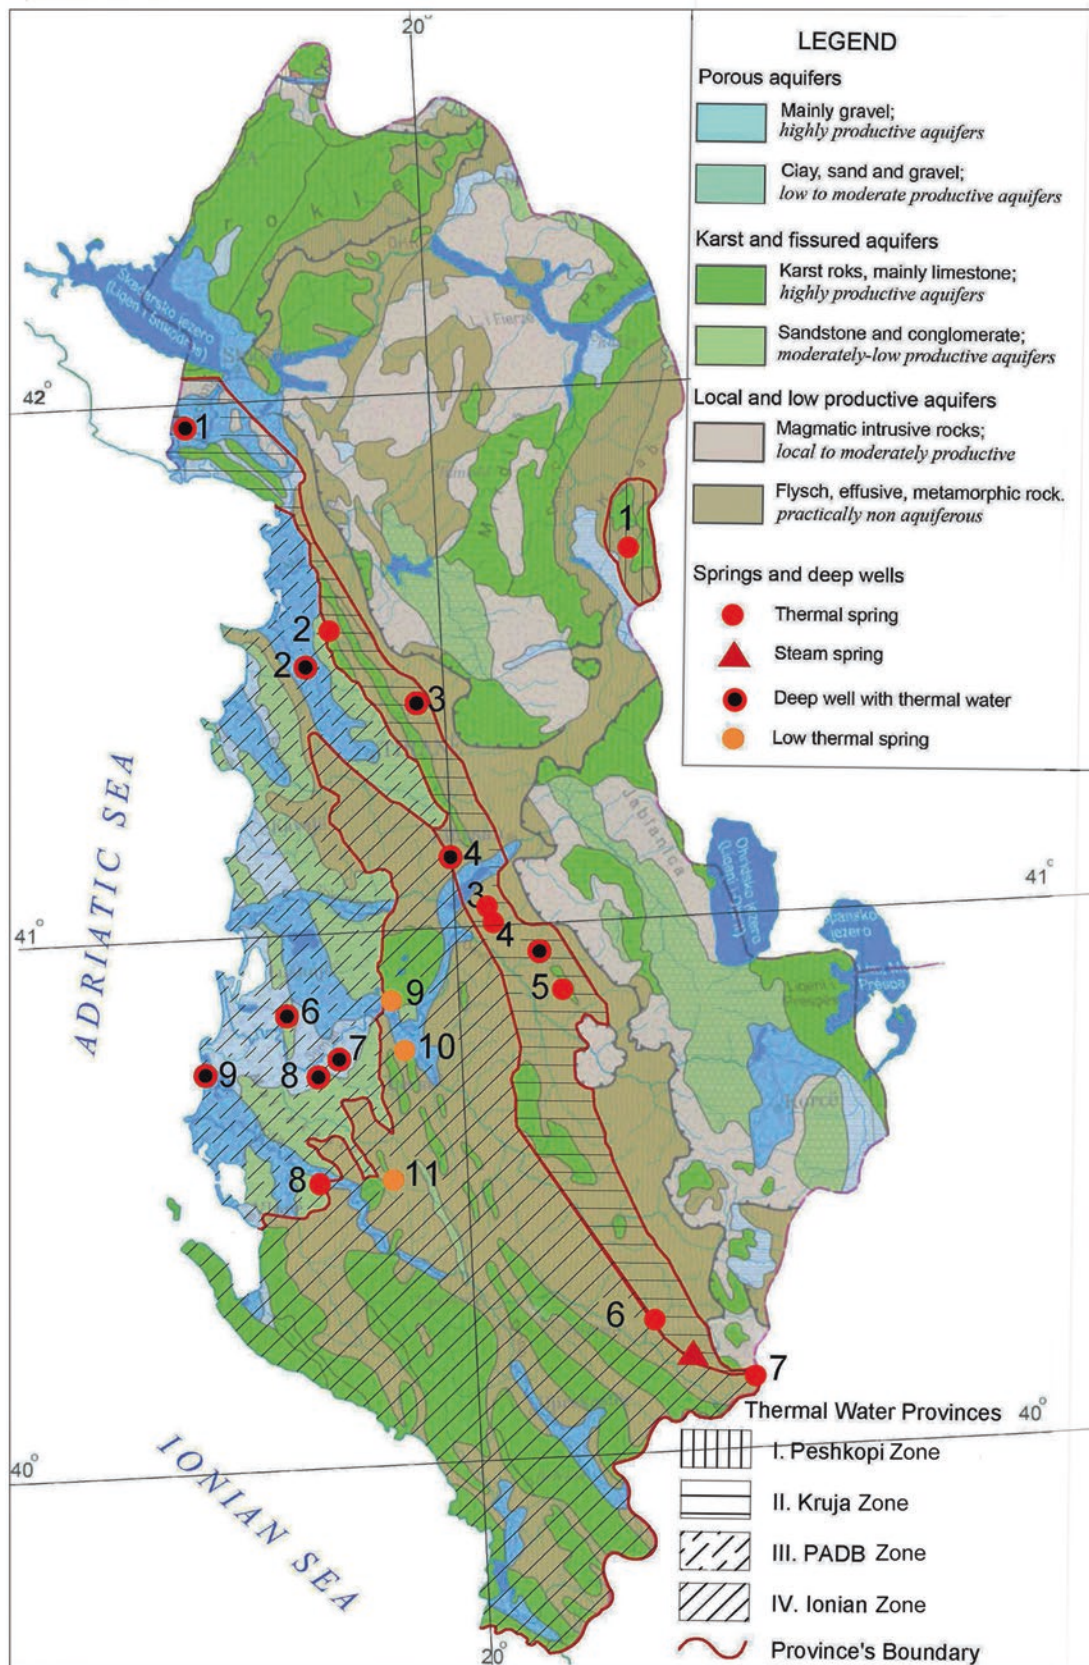 20°
LEGEND
Porous aquifers
Mainly gravel;
highly productive aquifers
Clay, sand and gravel;
low to moderate productive aquifers
Karst and fissured aquifers
Karst roks, mainly limestone;
highly productive aquifers
Sandstone and conglomerate;
moderately-low productive aquifers
Local and low productive aquifers
Magmatic intrusive rocks;
local to moderately productive
Flysch, effusive, metamorphic rock.
practically non aquiferous
Springs and deep wells
Thermal spring
Steam spring
Deep well with thermal water
Low thermal spring
Skadarsko jezero
42°
1
1
2
2
3
ADRIATIC SEA
Jablanica
Ohridsko jezero
4
3
4
41°
41°
5
6
9
10
7
8
9
8
11
Korcë
6
7
Thermal Water Provinces
40°
I. Peshkopi Zone
40°
IONIAN SEA
II. Kruja Zone
III. PADB Zone
IV. Ionian Zone
Province's Boundary
20°